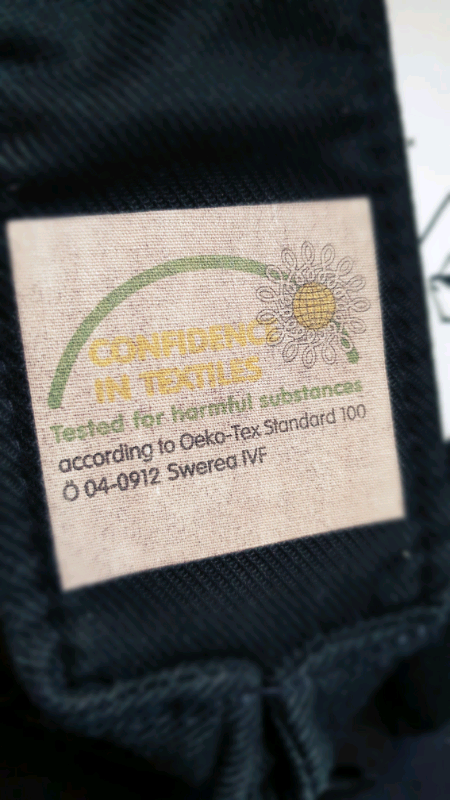 CONFIDENCE
IN TEXTILES
Tested for harmful substances
according to Oeko-Tex Standard 100
Ö 04-0912 Swerea IVF